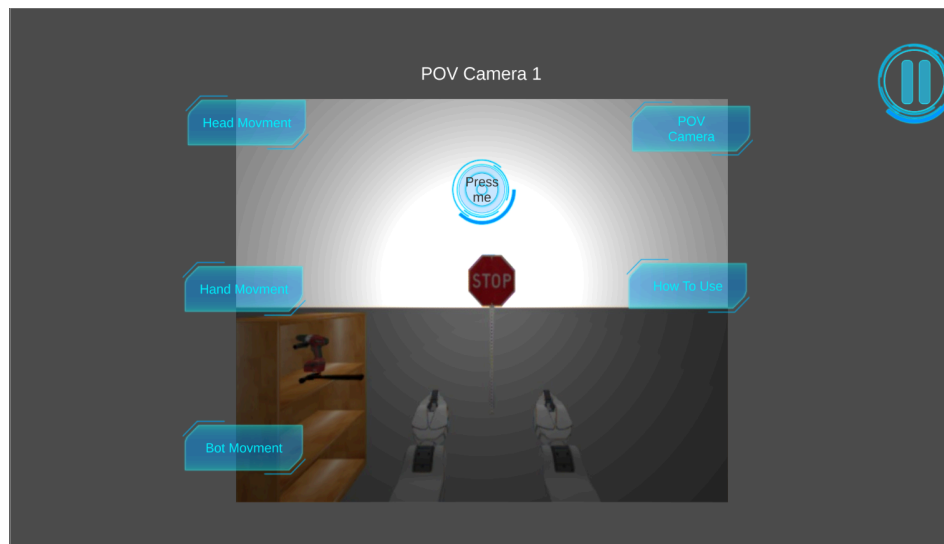 POV Camera 1
Head Movment
POV
Camera
Press
me
STOP
Hand Movment
How To Use
Bot Movment